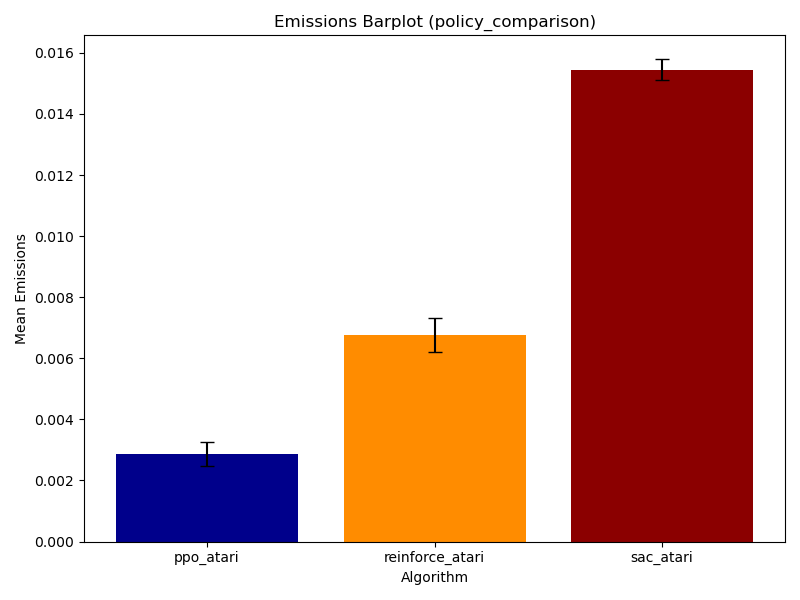 Emissions Barplot (policy_comparison)
0.016
0.014
0.012
0.010
0.008
0.006
0.004
0.002
0.000
Mean Emissions
ppo_atari
reinforce_atari
sac_atari
Algorithm